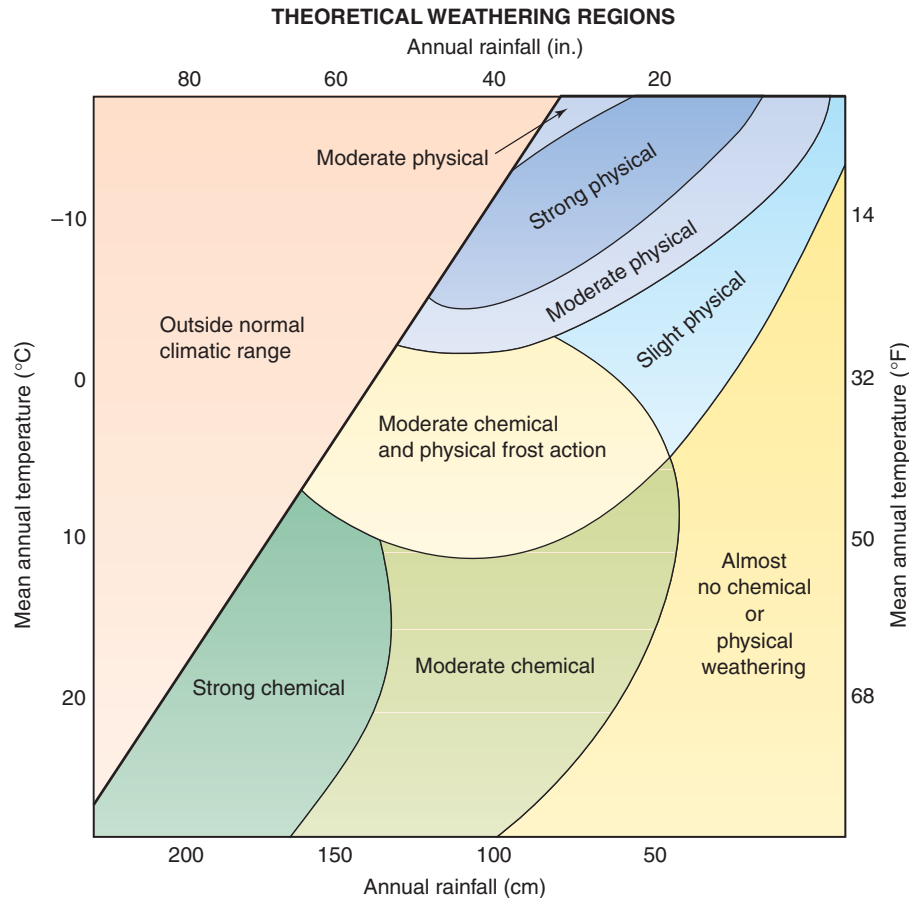 THEORETICAL WEATHERING REGIONS
Annual rainfall (in.)
80 60 40 20
Moderate physical
Strong physical
–10
14
Moderate physical
Slight physical
Outside normal
climatic range
Mean annual temperature (°C)
Mean annual temperature (°F)
0
32
Moderate chemical
and physical frost action
10
50
Almost
no chemical
or
physical
weathering
Moderate chemical
Strong chemical
20
68
200 150 100 50
Annual rainfall (cm)